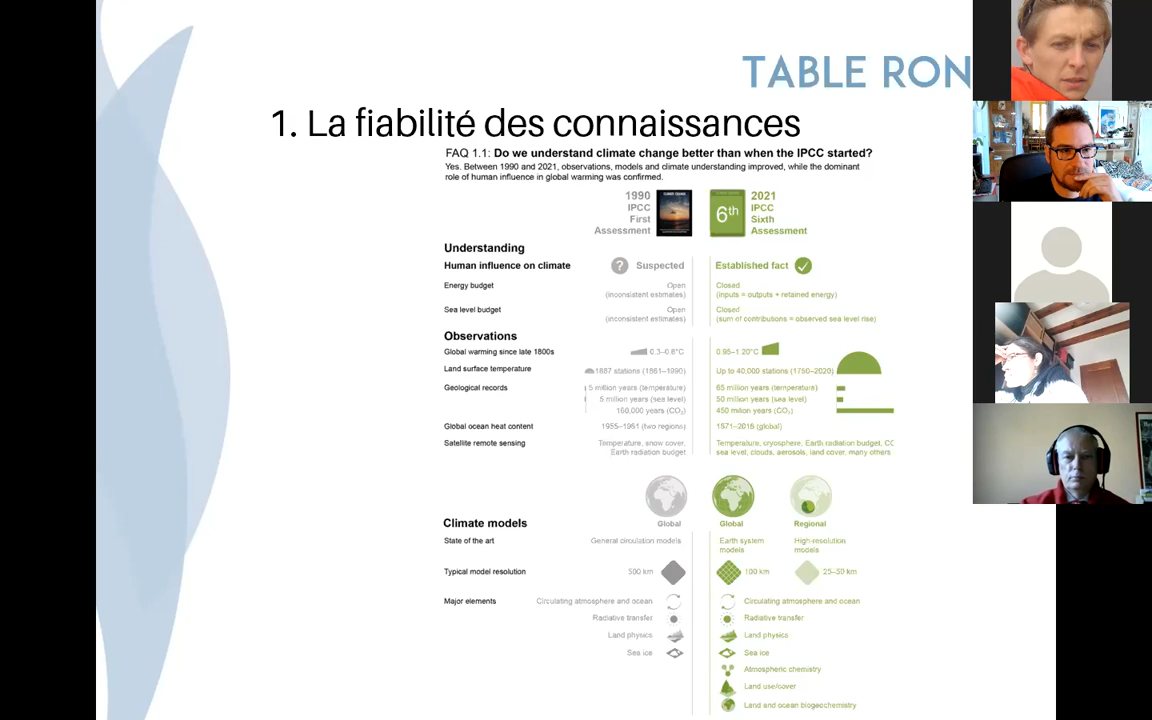 TABLE RON
1. La fiabilité des connaissances
FAQ 1.1: Do we understand climate change better than when the IPCC started?
Yes. Between 1990 and 2021, observations, models and climate understanding improved, while the dominant
role of human influence in global warming was confirmed.
1990
IPCC
First
Assessment
6th
2021
IPCC
Sixth
Assessment
Understanding
Human influence on climate
? Suspected
Established fact
Energy budget
Open
(inconsistent estimates)
Closed
(inputs = outputs + retained energy)
Sea level budget
Open
(inconsistent estimates)
Closed
(sum of contributions = observed sea level rise)
Observations
Global warming since late 1800s
0.3–0.6°C
0.95–1.20°C
Land surface temperature
1887 stations (1861–1990)
Up to 40,000 stations (1750–2020)
Geological records
5 million years (temperature)
65 million years (temperature)
5 million years (sea level)
50 million years (sea level)
160,000 years (CO₂)
450 million years (CO₂)
Global ocean heat content
1955–1981 (two regions)
1871–2018 (global)
Satellite remote sensing
Temperature, snow cover,
Earth radiation budget
Temperature, cryosphere, Earth radiation budget, CC
sea level, clouds, aerosols, land cover, many others
Climate models
Global
Global
Regional
State of the art
General circulation models
Earth system
models
High-resolution
models
Typical model resolution
500 km
100 km
25–50 km
Major elements
Circulating atmosphere and ocean
Circulating atmosphere and ocean
Radiative transfer
Radiative transfer
Land physics
Land physics
Sea ice
Sea ice
Atmospheric chemistry
Land use/cover
Land and ocean biogeochemistry